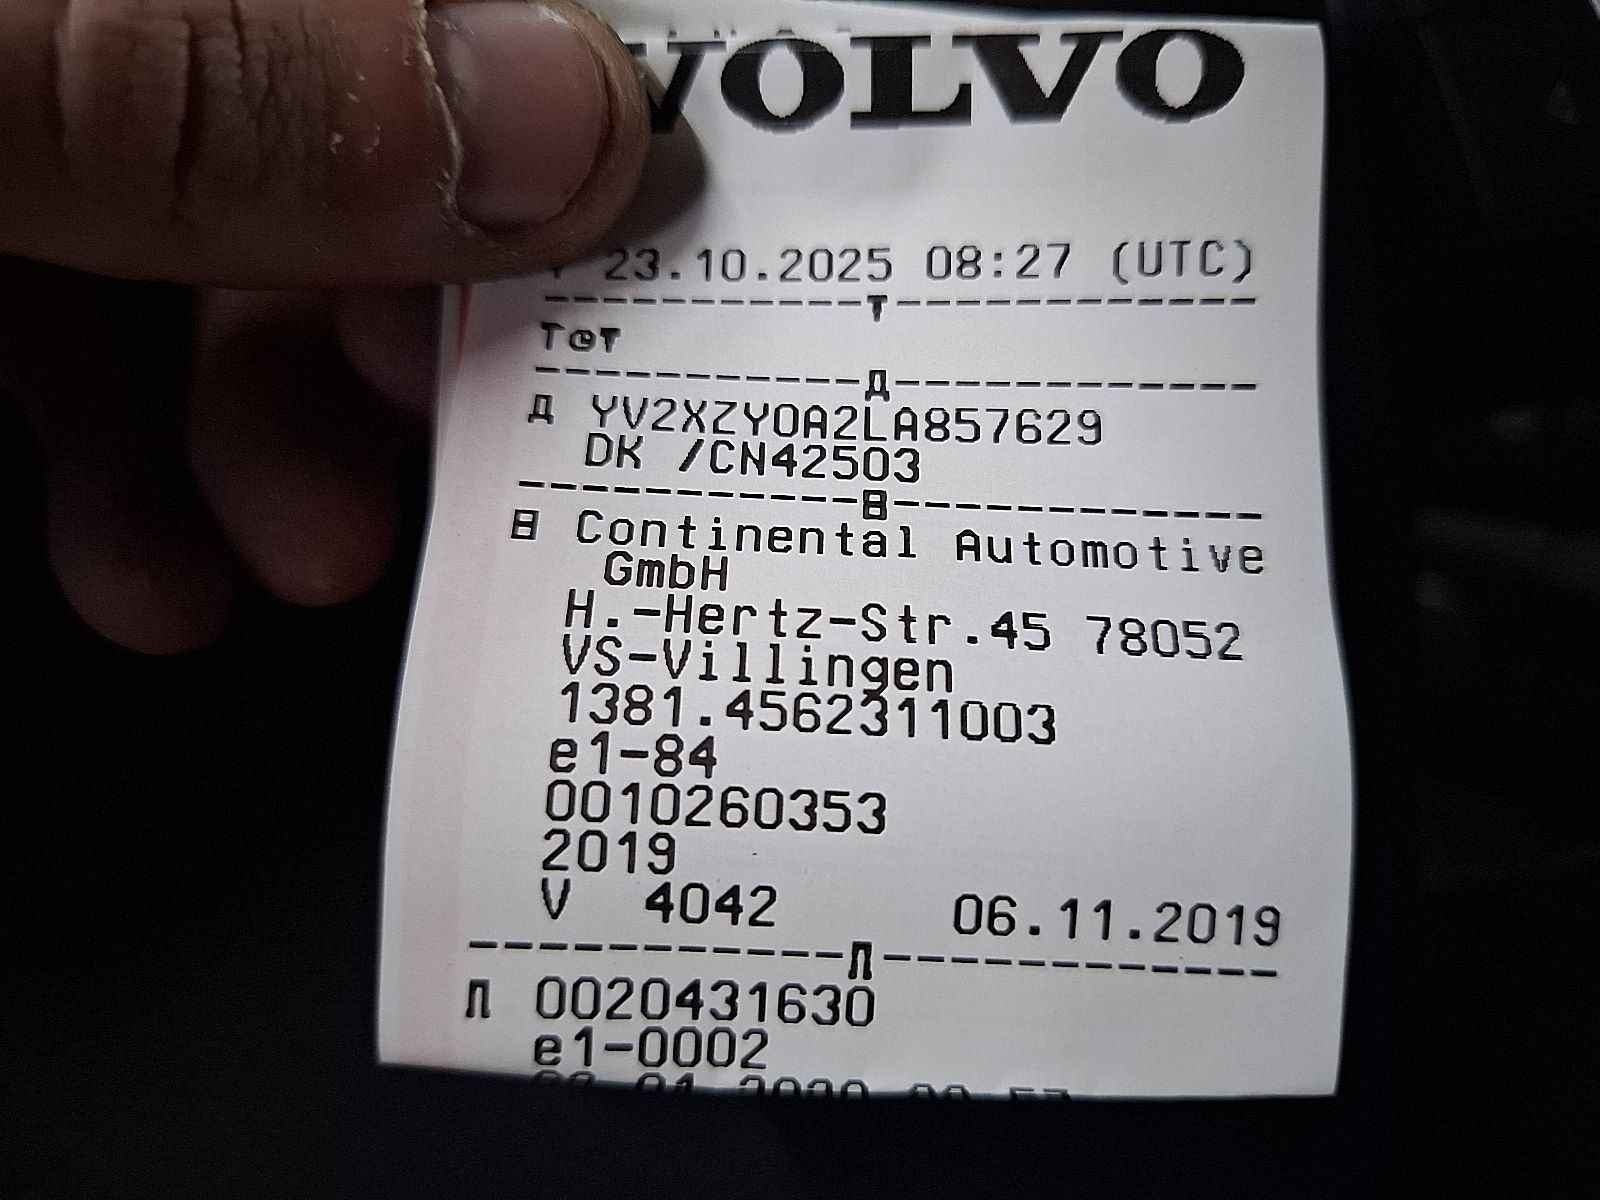 VOLVO
23.10.2025 08:27 (UTC)
T
YV2XZY0A2LA857629
DK /CN42503
Continental Automotive
GmbH
H.-Hertz-Str.45 78052
VS-Villingen
1381.4562311003
e1-84
0010260353
2019
V 4042 06.11.2019
0020431630
e1-0002